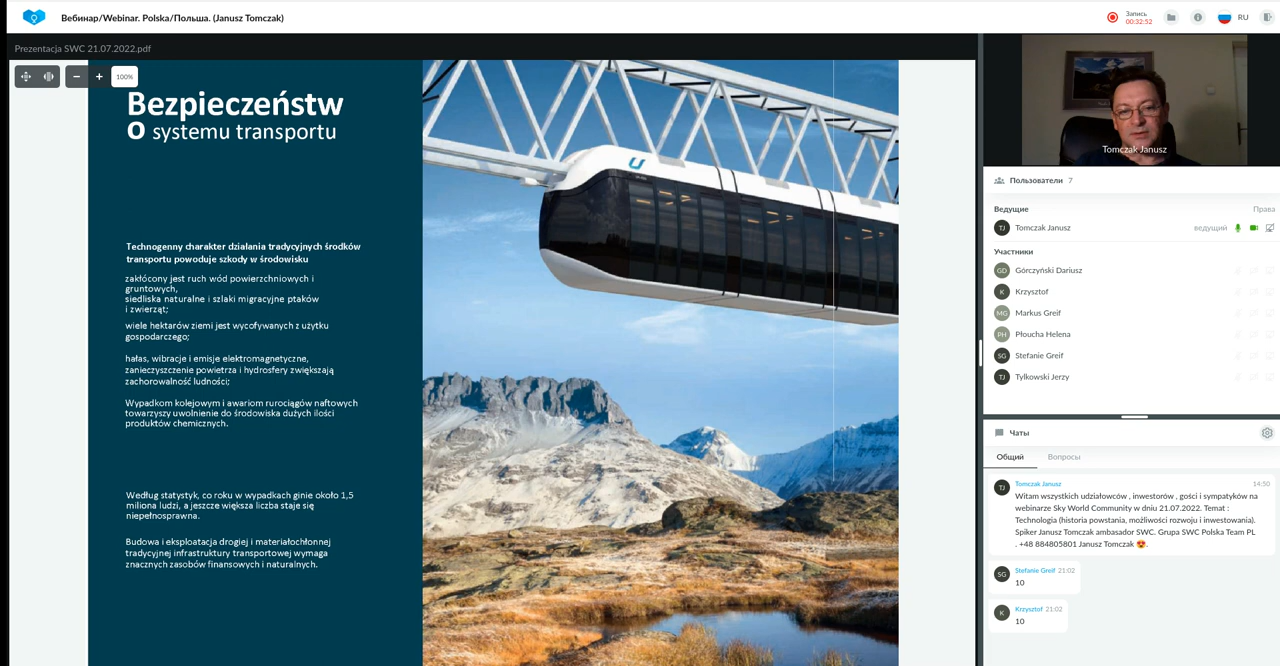 Вебинар/Webinar. Polska/Польша. (Janusz Tomczak)
Запись
00:32:52
RU
Prezentacja SWC 21.07.2022.pdf
100%
Bezpieczeństw
o systemu transportu
Technogenny charakter działania tradycyjnych środków
transportu powoduje szkody w środowisku
zakłócony jest ruch wód powierzchniowych i
gruntowych,
siedliska naturalne i szlaki migracyjne ptaków
i zwierząt;
wiele hektarów ziemi jest wycofywanych z użytku
gospodarczego;
hałas, wibracje i emisje elektromagnetyczne,
zanieczyszczenie powietrza i hydrosfery zwiększają
zachorowalność ludności;
Wypadkom kolejowym i awariom rurociągów naftowych
towarzyszy uwolnienie do środowiska dużych ilości
produktów chemicznych.
Według statystyk, co roku w wypadkach ginie około 1,5
miliona ludzi, a jeszcze większa liczba staje się
niepełnosprawna.
Budowa i eksploatacja drogiej i materiałochłonnej
tradycyjnej infrastruktury transportowej wymaga
znacznych zasobów finansowych i naturalnych.
Tomczak Janusz
Пользователи 7
Ведущие Права
TJ Tomczak Janusz ведущий
Участники
GD Górczyński Dariusz
K Krzysztof
MG Markus Greif
PH Płoucha Helena
SG Stefanie Greif
TJ Tylkowski Jerzy
Чаты
Общий Вопросы
TJ Tomczak Janusz 14:50
Witam wszystkich udziałowców , inwestorów , gości i sympatyków na
webinarze Sky World Community w dniu 21.07.2022. Temat :
Technologia (historia powstania, możliwości rozwoju i inwestowania).
Spiker Janusz Tomczak ambasador SWC. Grupa SWC Polska Team PL
. +48 884805801 Janusz Tomczak 😍.
SG Stefanie Greif 21:02
10
K Krzysztof 21:02
10